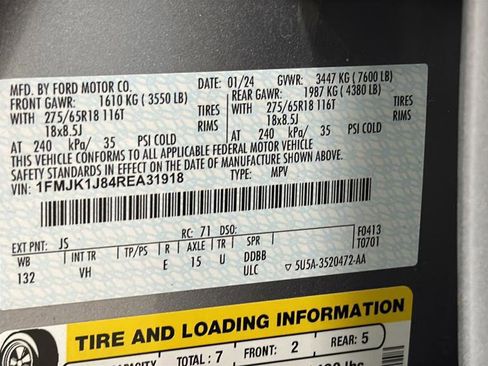 MFD. BY FORD MOTOR CO.
DATE: 01/24 GVWR: 3447 KG (7600 LB)
FRONT GAWR: 1610 KG (3550 LB) REAR GAWR: 1987 KG (4380 LB)
WITH 275/65R18 116T TIRES WITH 275/65R18 116T TIRES
18x8.5J RIMS 18x8.5J RIMS
AT 240 kPa/ 35 PSI COLD AT 240 kPa/ 35 PSI COLD
THIS VEHICLE CONFORMS TO ALL APPLICABLE FEDERAL MOTOR VEHICLE
SAFETY STANDARDS IN EFFECT ON THE DATE OF MANUFACTURE SHOWN ABOVE.
VIN: 1FMJK1J84REA31918 TYPE: MPV
EXT PNT: JS RC: 71 DSO: F0413
WB INT TR TP/PS R AXLE TR SPR T0701
132 VH E 15 U DDBB
ULC ▽5U5A-3520472-AA
TIRE AND LOADING INFORMATION
TOTAL: 7 FRONT: 2 REAR: 5